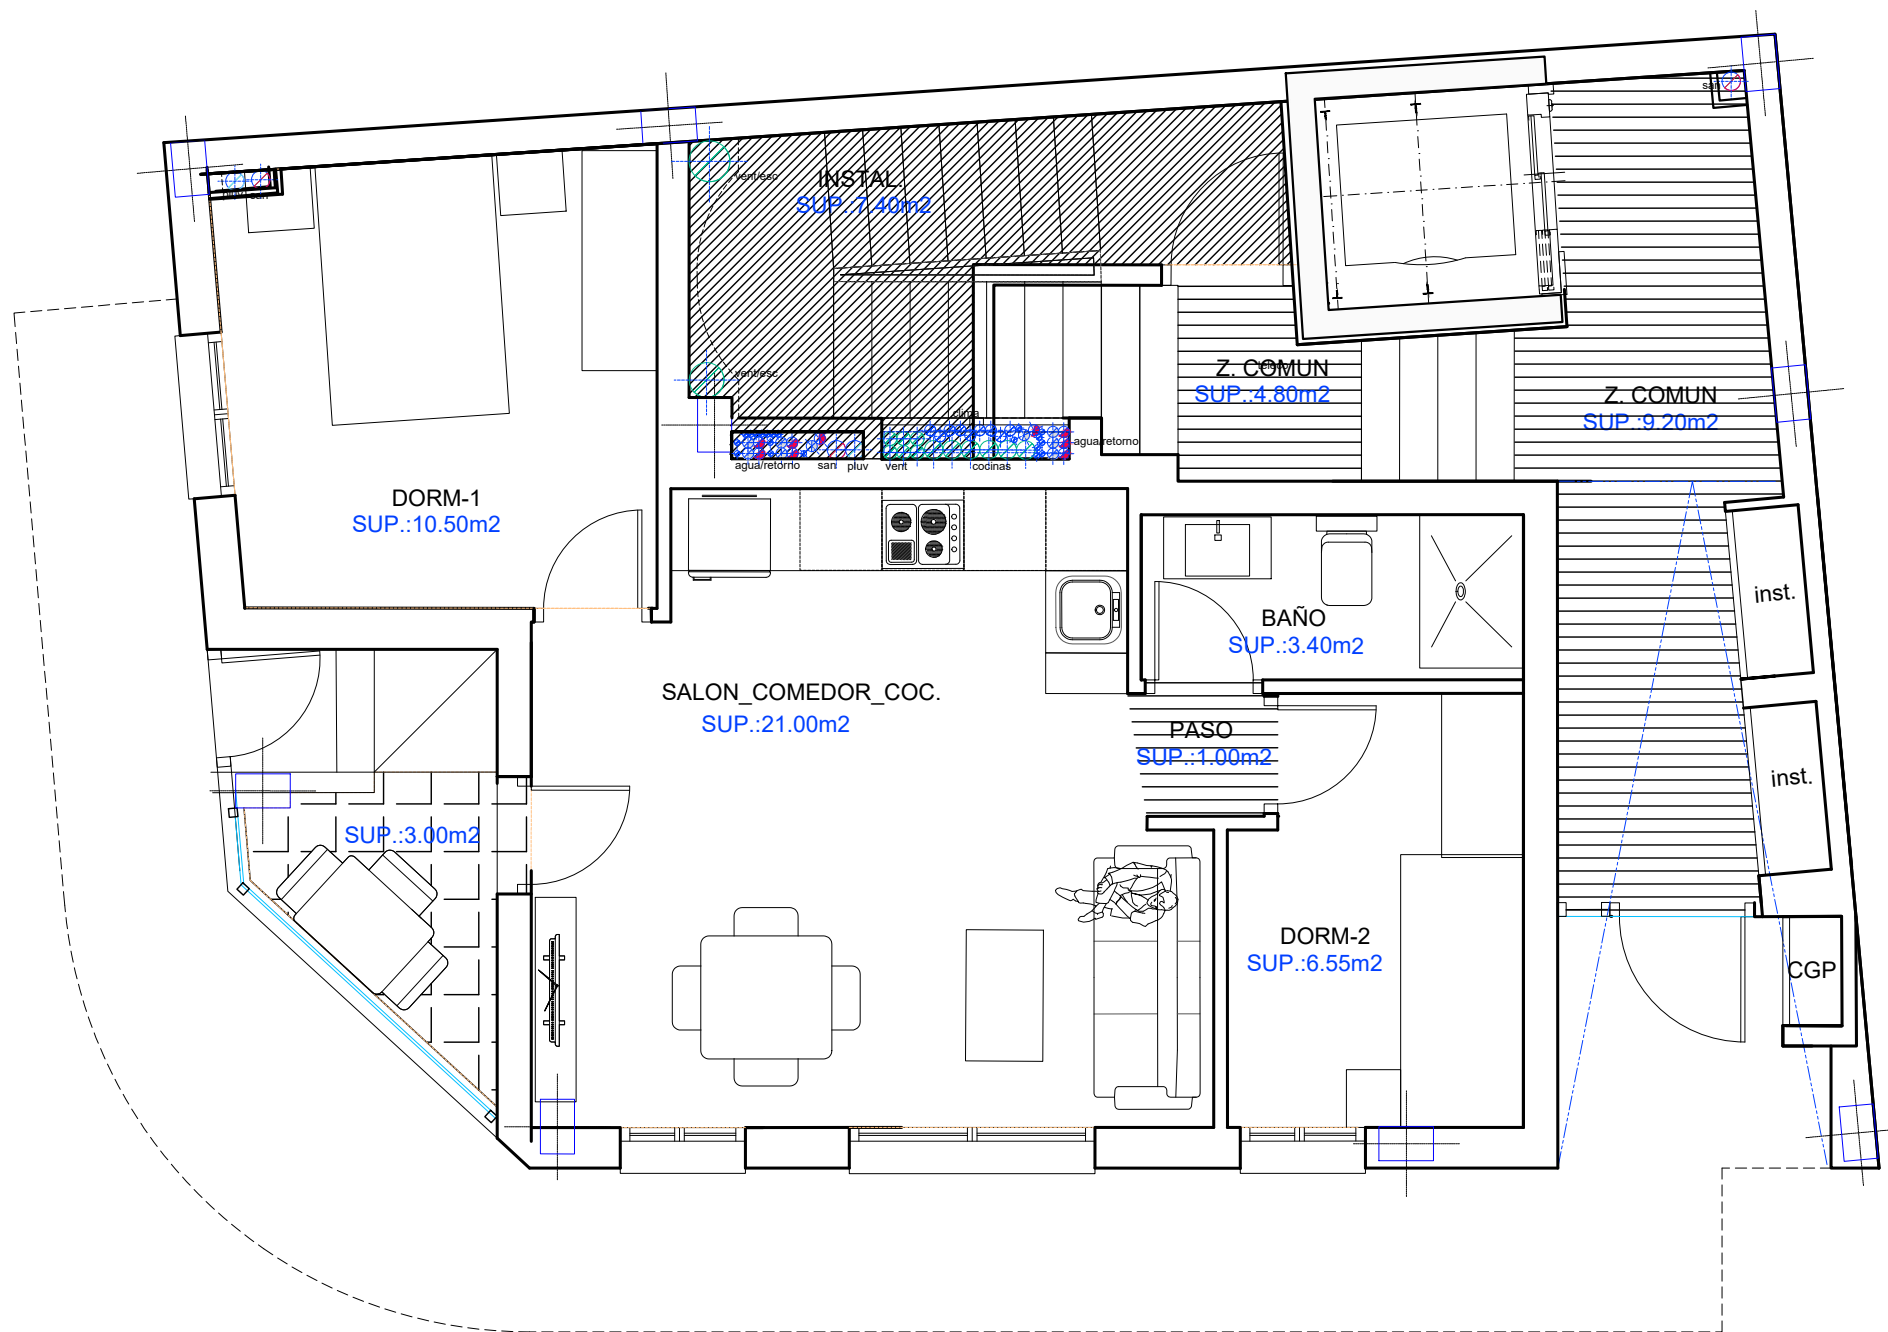 san
vent/esc
INSTAL.
SUP.:7.40m2
vent/esc
Z. COMUN
SUP.:4.80m2
Z. COMUN
SUP.:9.20m2
clima
agua/retorno
agua/retorno
san
pluv
vent
cocinas
DORM-1
SUP.:10.50m2
inst.
BAÑO
SUP.:3.40m2
SALON_COMEDOR_COC.
SUP.:21.00m2
PASO
SUP.:1.00m2
inst.
SUP.:3.00m2
DORM-2
SUP.:6.55m2
CGP